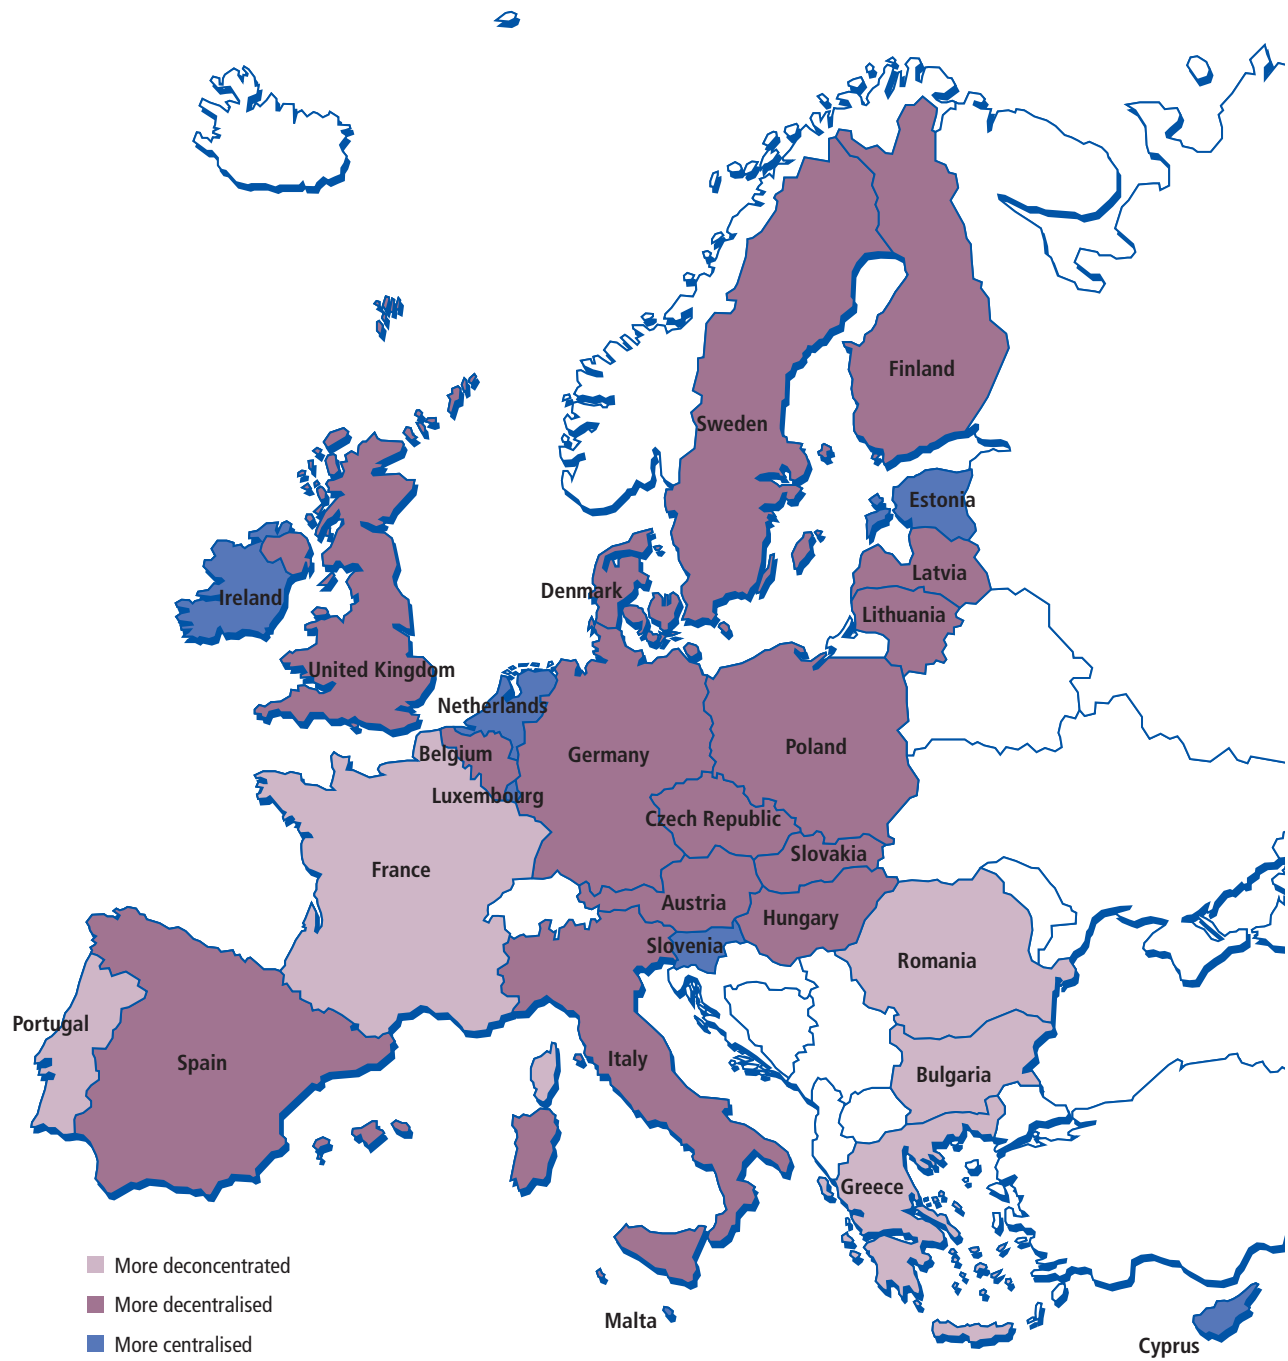 Finland
Sweden
Estonia
Latvia
Denmark
Ireland
Lithuania
United Kingdom
Netherlands
Poland
Belgium
Germany
Luxembourg
Czech Republic
Slovakia
France
Austria
Hungary
Slovenia
Romania
Portugal
Italy
Spain
Bulgaria
Greece
More deconcentrated
More decentralised
Malta
More centralised
Cyprus